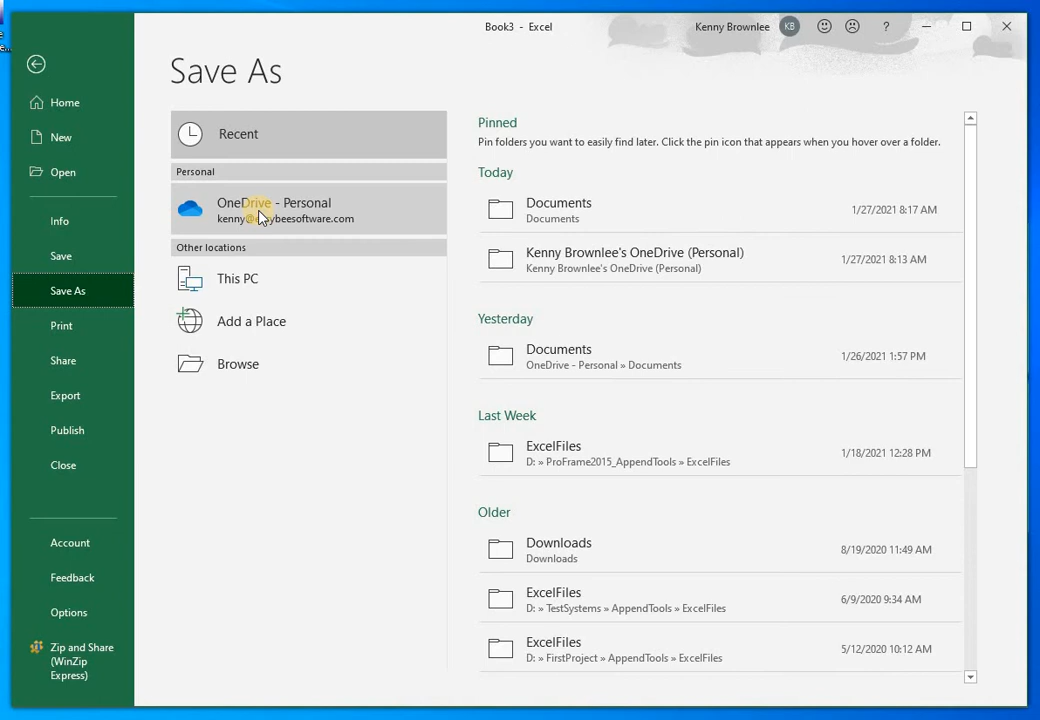 Book3 - Excel
Kenny Brownlee
KB
?
Save As
Home
New
Open
Info
Save
Save As
Print
Share
Export
Publish
Close
Account
Feedback
Options
Zip and Share
(WinZip
Express)
Recent
Personal
OneDrive - Personal
Other locations
This PC
Add a Place
Browse
Pinned
Pin folders you want to easily find later. Click the pin icon that appears when you hover over a folder.
Today
Documents
Documents
1/27/2021 8:17 AM
Kenny Brownlee's OneDrive (Personal)
Kenny Brownlee's OneDrive (Personal)
1/27/2021 8:13 AM
Yesterday
Documents
OneDrive - Personal » Documents
1/26/2021 1:57 PM
Last Week
ExcelFiles
D: » ProFrame2015_AppendTools » ExcelFiles
1/18/2021 12:28 PM
Older
Downloads
Downloads
8/19/2020 11:49 AM
ExcelFiles
D: » TestSystems » AppendTools » ExcelFiles
6/9/2020 9:34 AM
ExcelFiles
D: » FirstProject » AppendTools » ExcelFiles
5/12/2020 10:12 AM